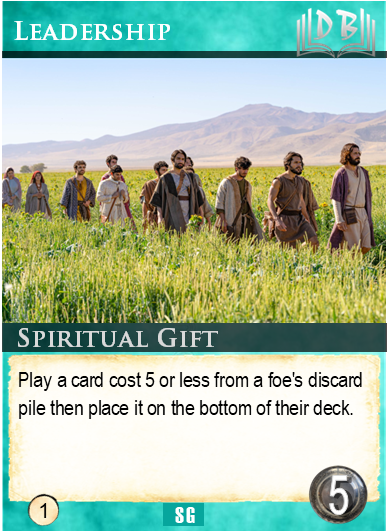 Leadership
DB
Spiritual Gift
Play a card cost 5 or less from a foe's discard
pile then place it on the bottom of their deck.
1
SG
5